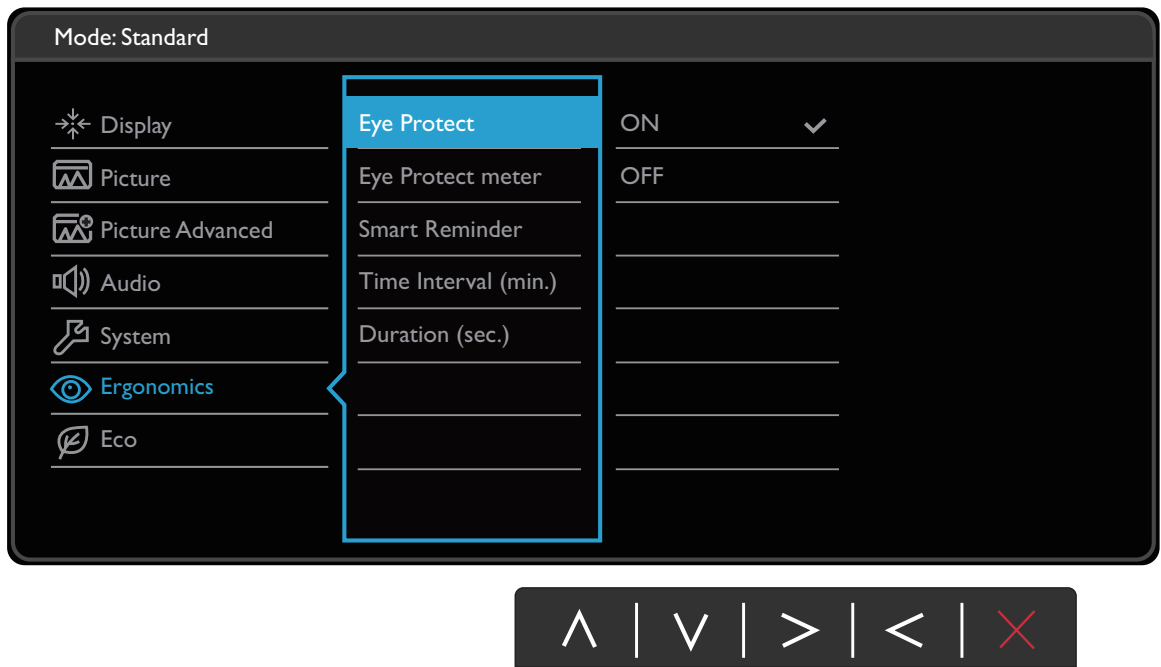 Mode: Standard
Display
Picture
Picture Advanced
Audio
System
Ergonomics
Eco
Eye Protect
Eye Protect meter
Smart Reminder
Time Interval (min.)
Duration (sec.)
ON
OFF